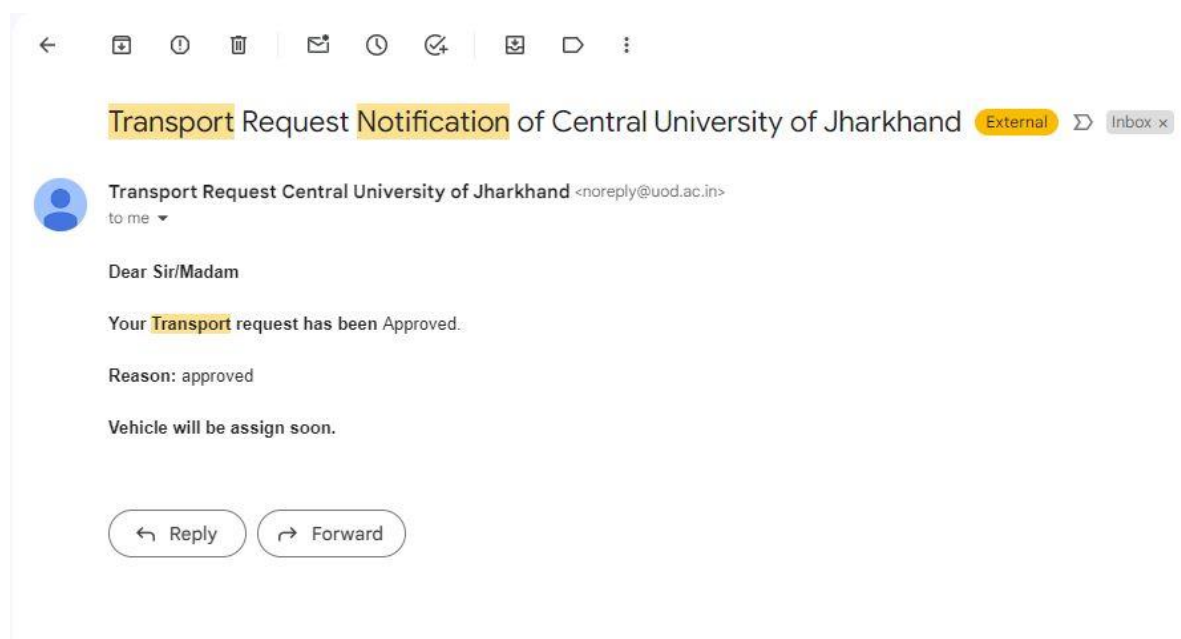 Transport Request Notification of Central University of Jharkhand External Inbox ×
Transport Request Central University of Jharkhand <noreply@uod.ac.in>
to me
Dear Sir/Madam
Your Transport request has been Approved.
Reason: approved
Vehicle will be assign soon.
Reply Forward